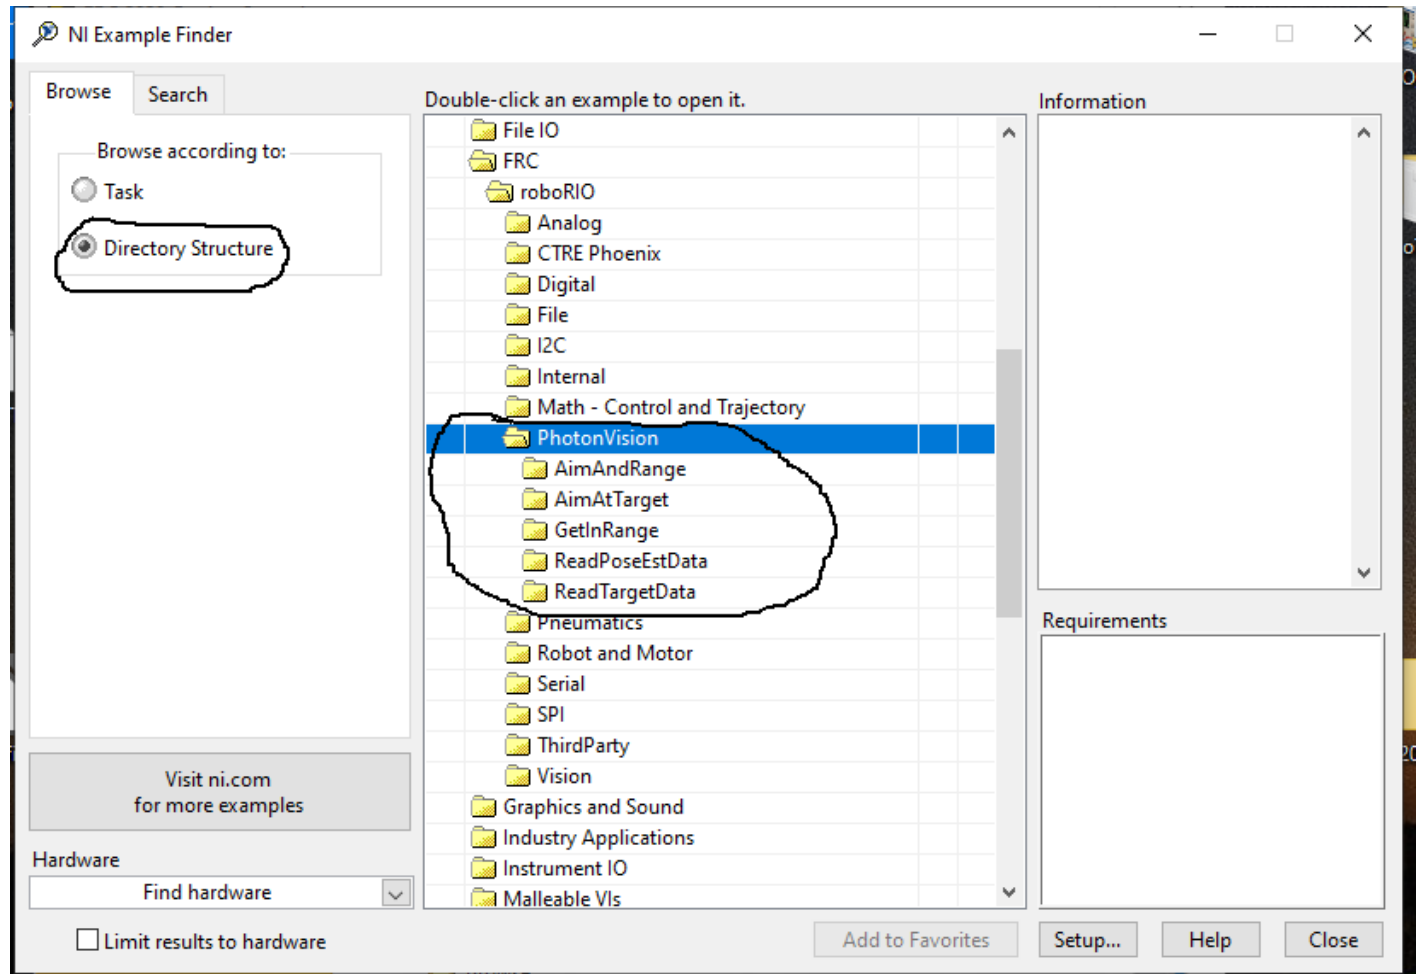 NI Example Finder
Browse
Search
Browse according to:
Task
Directory Structure
Visit ni.com
for more examples
Hardware
Find hardware
Limit results to hardware
Double-click an example to open it.
File IO
FRC
roboRIO
Analog
CTRE Phoenix
Digital
File
I2C
Internal
Math - Control and Trajectory
PhotonVision
AimAndRange
AimAtTarget
GetInRange
ReadPoseEstData
ReadTargetData
Pneumatics
Robot and Motor
Serial
SPI
ThirdParty
Vision
Graphics and Sound
Industry Applications
Instrument IO
Malleable VIs
Information
Requirements
Add to Favorites
Setup...
Help
Close